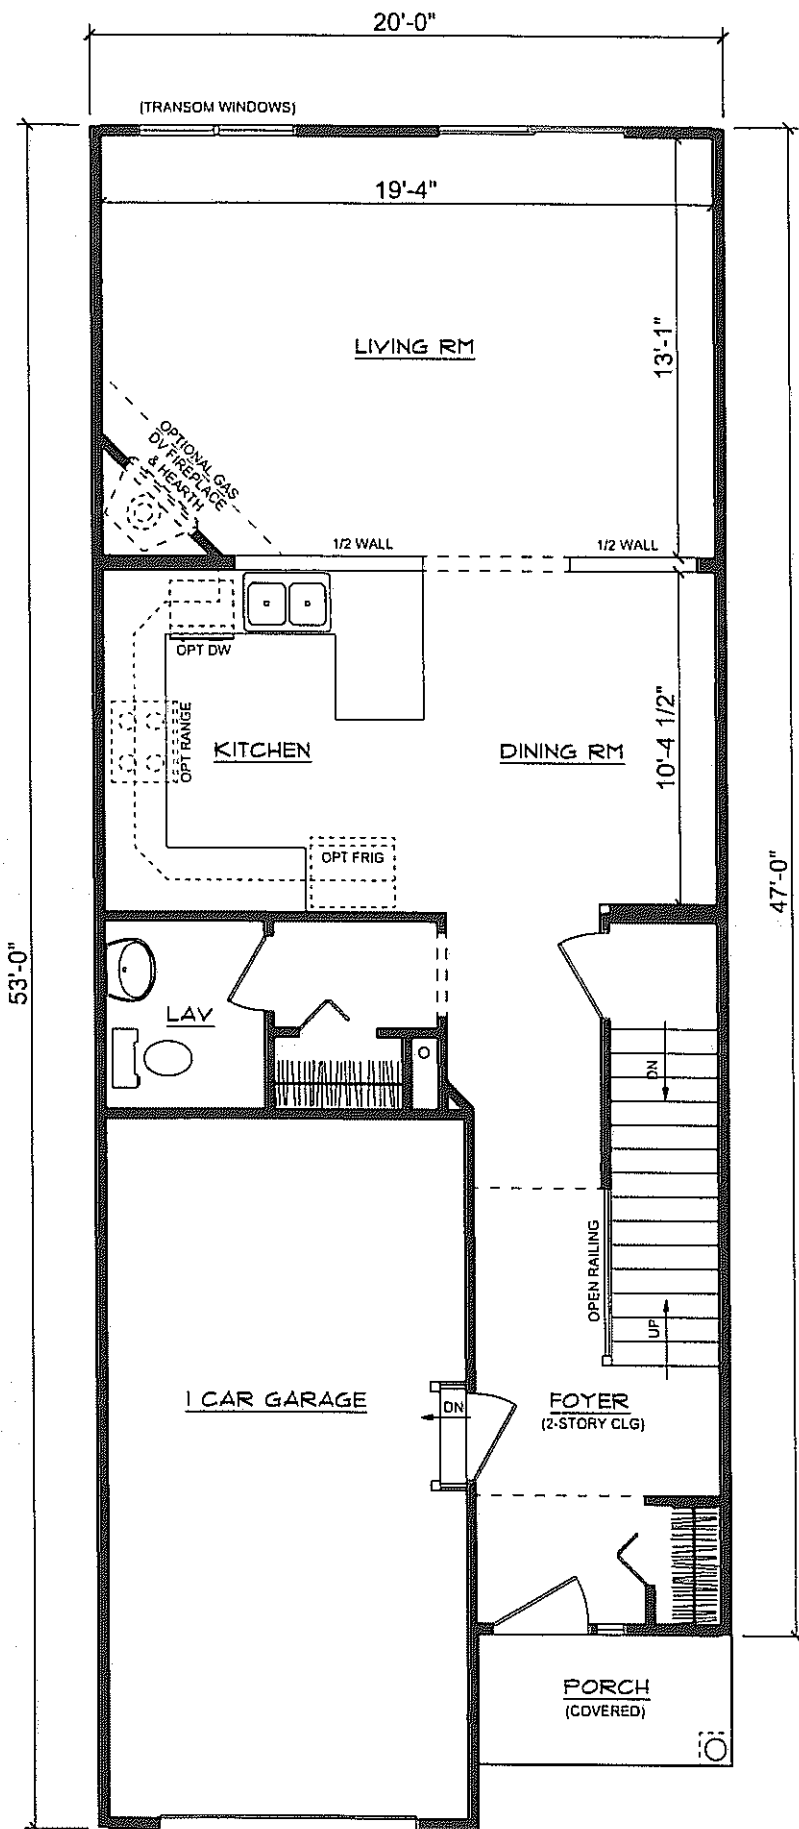 20'-0"
(TRANSOM WINDOWS)
19'-4"
LIVING RM
13'-1"
OPTIONAL GAS
DV FIREPLACE
& HEARTH
1/2 WALL
1/2 WALL
OPT DW
OPT RANGE
KITCHEN
DINING RM
10'-4 1/2"
OPT FRIG
47'-0"
53'-0"
LAV
DN
OPEN RAILING
UP
1 CAR GARAGE
DN
FOYER
(2-STORY CLG)
PORCH
(COVERED)